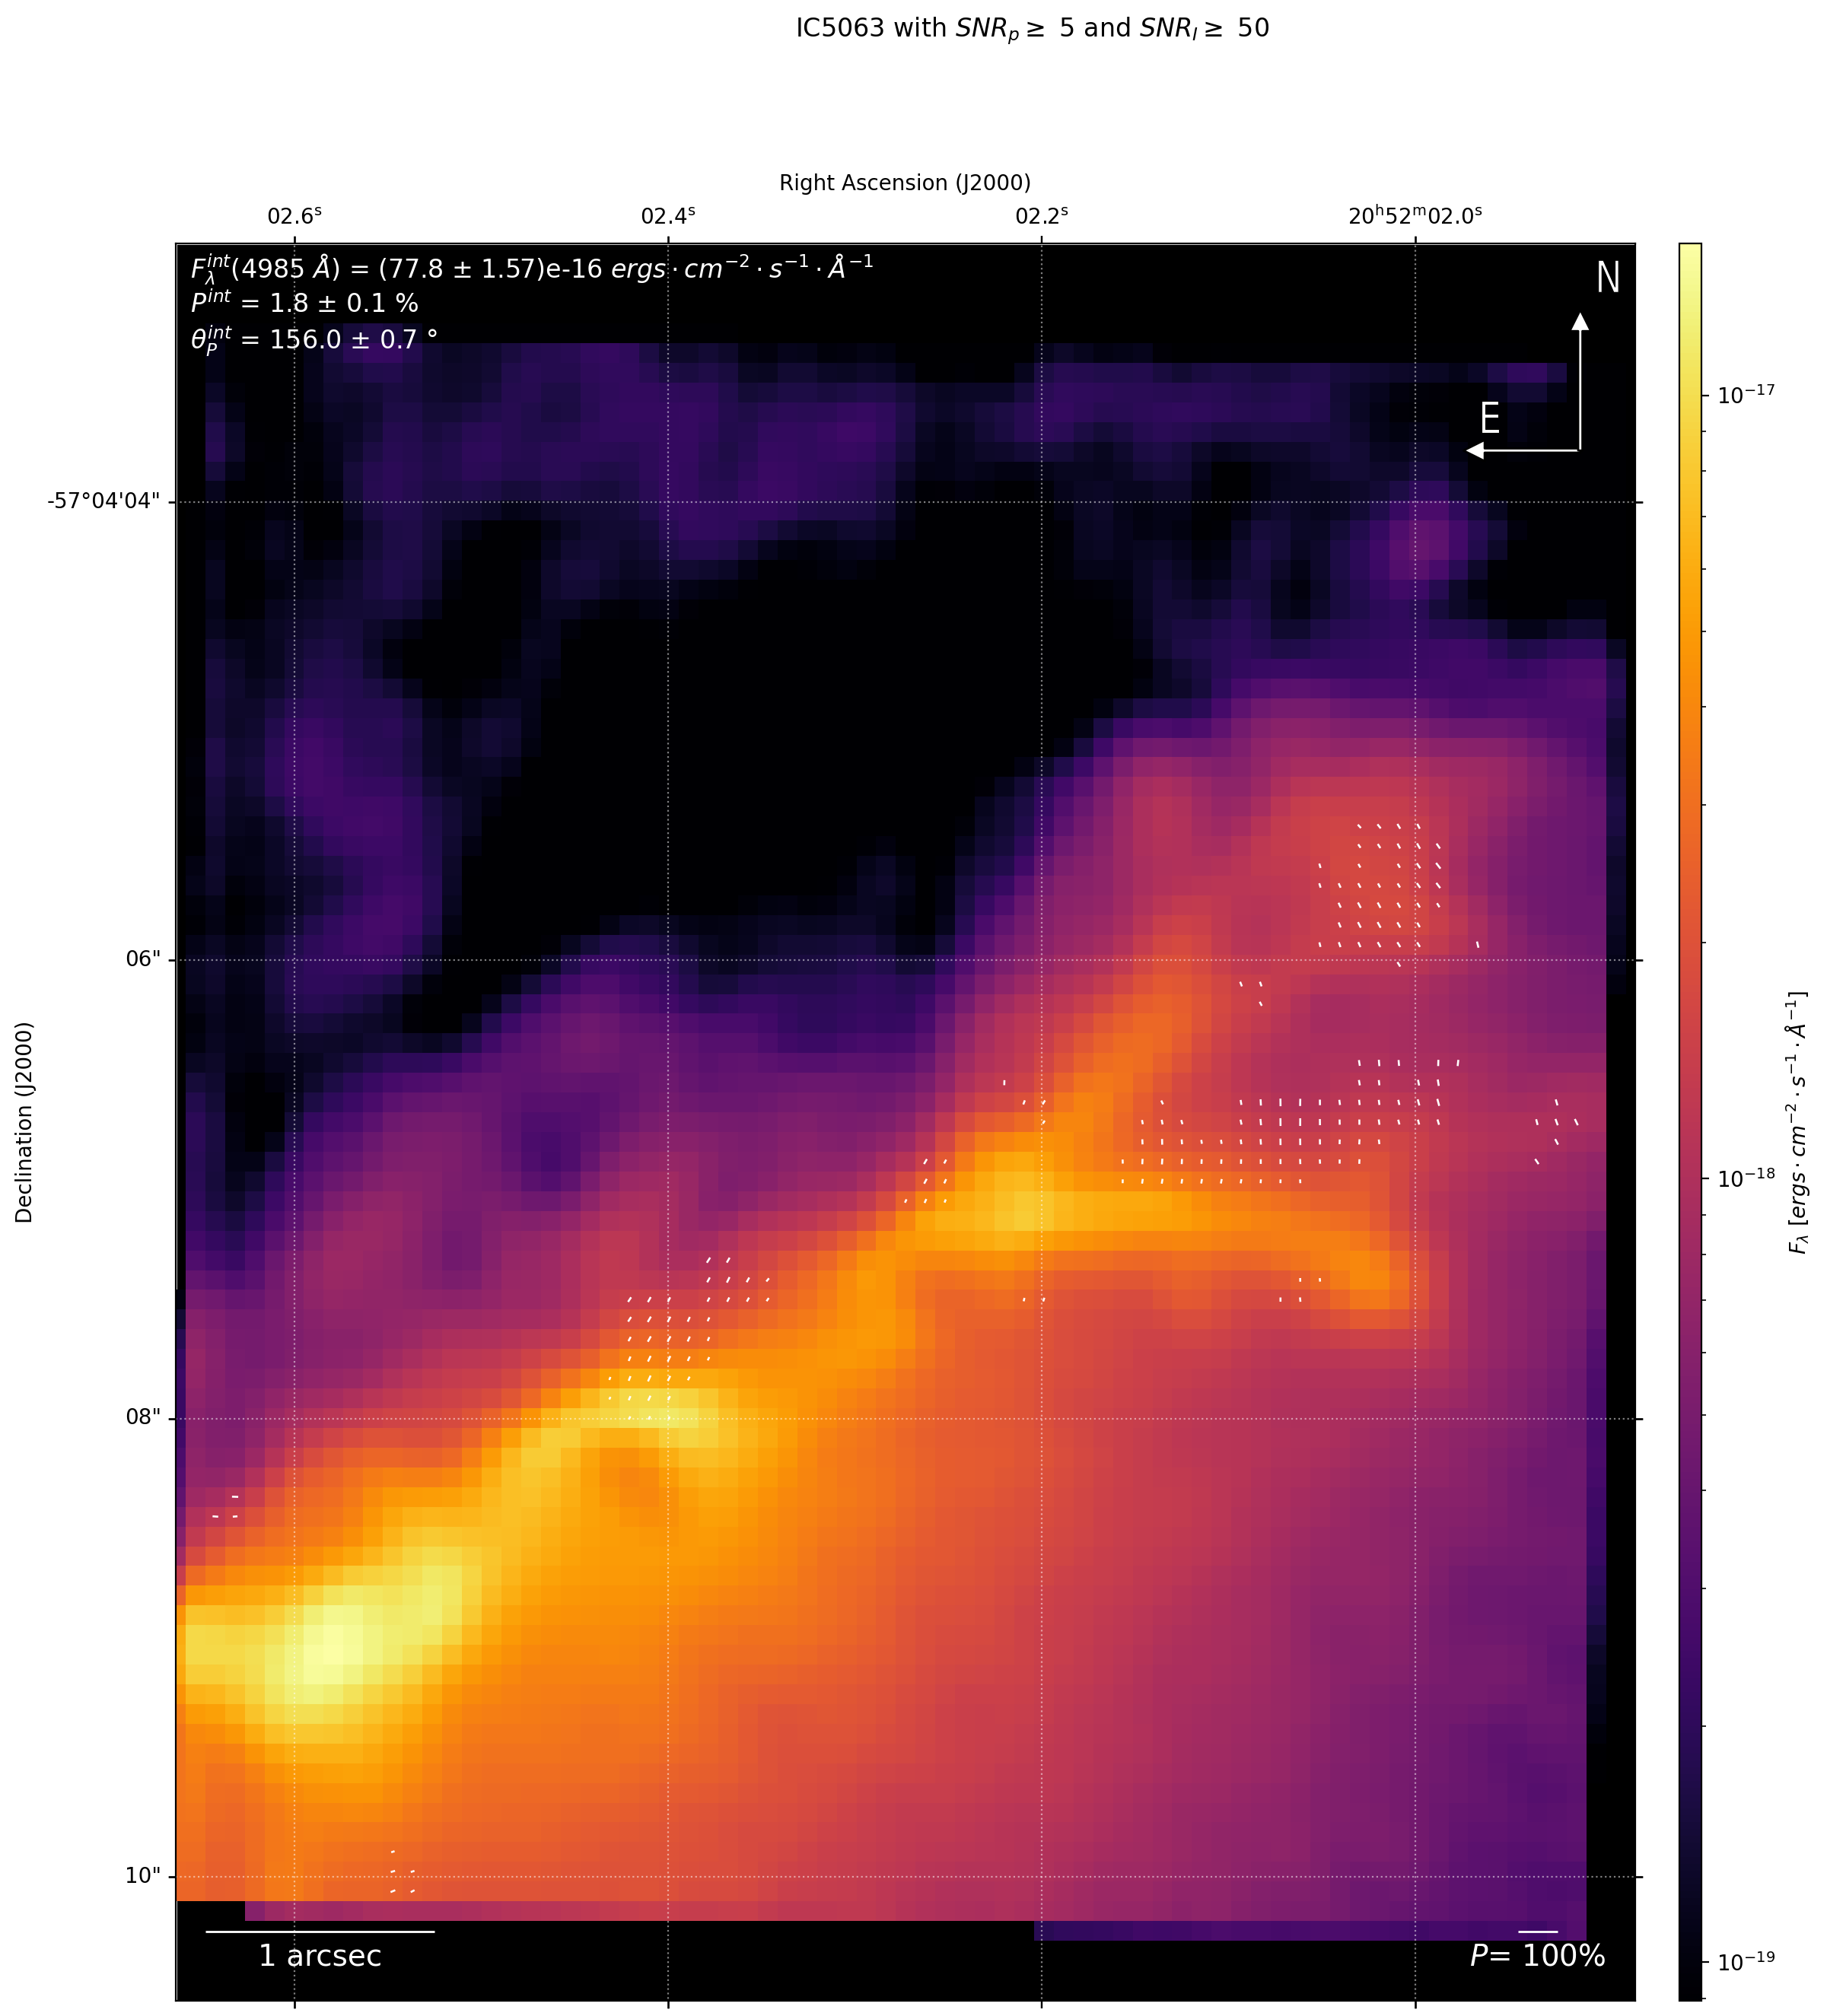 IC5063 with SNR_p ≥ 5 and SNR_I ≥ 50
Right Ascension (J2000)
02.6ˢ 02.4ˢ 02.2ˢ 20ʰ52ᵐ02.0ˢ
F_λ^int(4985 Å) = (77.8 ± 1.57)e-16 ergs·cm⁻²·s⁻¹·Å⁻¹
P^int = 1.8 ± 0.1 %
θ_P^int = 156.0 ± 0.7 °
N
E
-57°04'04"
06"
08"
10"
Declination (J2000)
1 arcsec
P= 100%
10⁻¹⁷
10⁻¹⁸
10⁻¹⁹
F_λ [ergs·cm⁻²·s⁻¹·Å⁻¹]